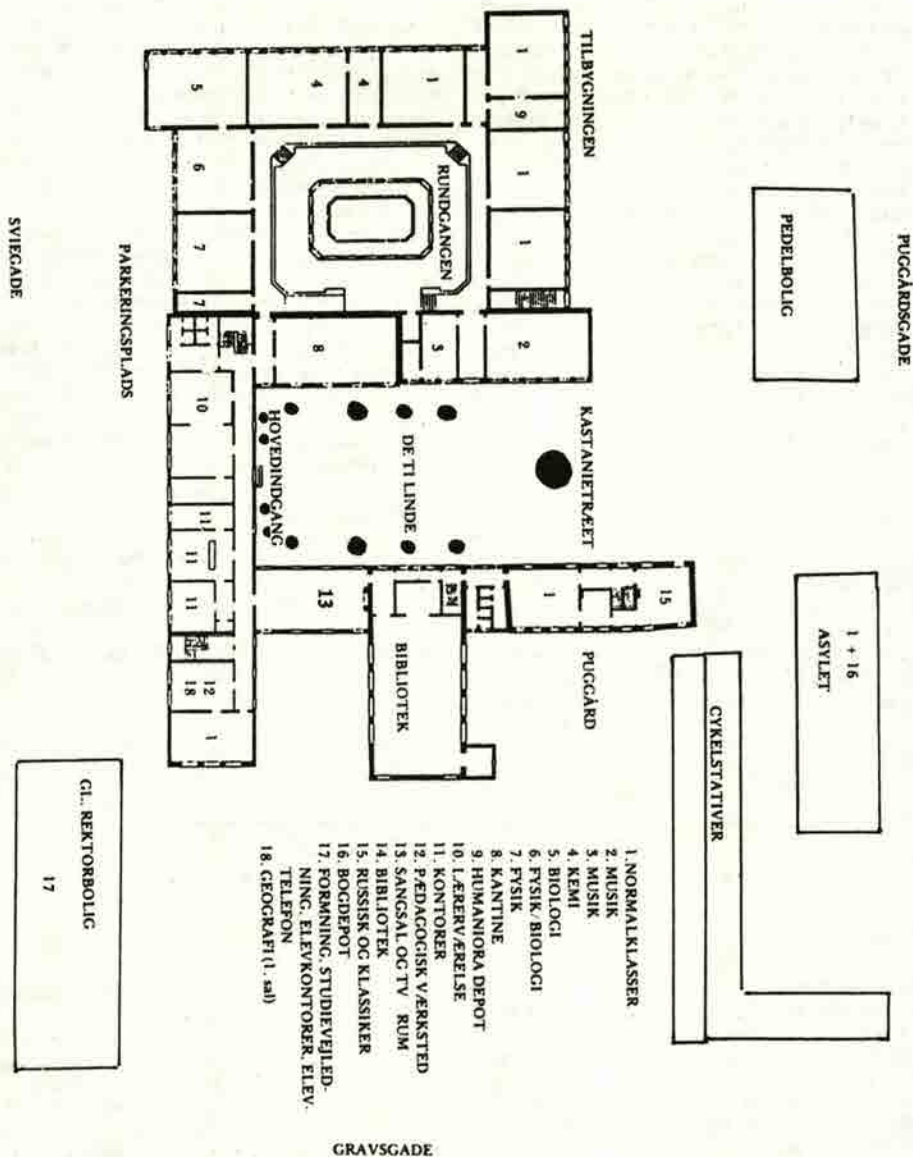 PUGGÅRDSGADE
1 + 16
ASYLET
PEDELBOLIG
CYKELSTATIVER
15
TILBYGNINGEN
KASTANIETRÆET
PUGGÅRD
1
1
9
1
1
2
1
RUNDGANGEN
3
DE TI LINDE
BIBLIOTEK
4
4
8
13
HOVEDINDGANG
5
6
7
7
10
11
11
11
12
18
1
1. NORMALKLASSER
2. MUSIK
3. MUSIK
4. KEMI
5. BIOLOGI
6. FYSIK/BIOLOGI
7. FYSIK
8. KANTINE
9. HUMANIORA DEPOT
10. LÆRERVÆRELSE
11. KONTORER
12. PÆDAGOGISK VÆRKSTED
13. SANGSAL OG TV RUM
14. BIBLIOTEK
15. RUSSISK OG KLASSIKER
16. BOGDEPOT
17. FORMNING, STUDIEVEJLED-
NING, ELEVKONTORER, ELEV-
TELEFON
18. GEOGRAFI (1. sal)
PARKERINGSPLADS
GL. REKTORBOLIG
17
SVIEGADE
GRAVSGADE